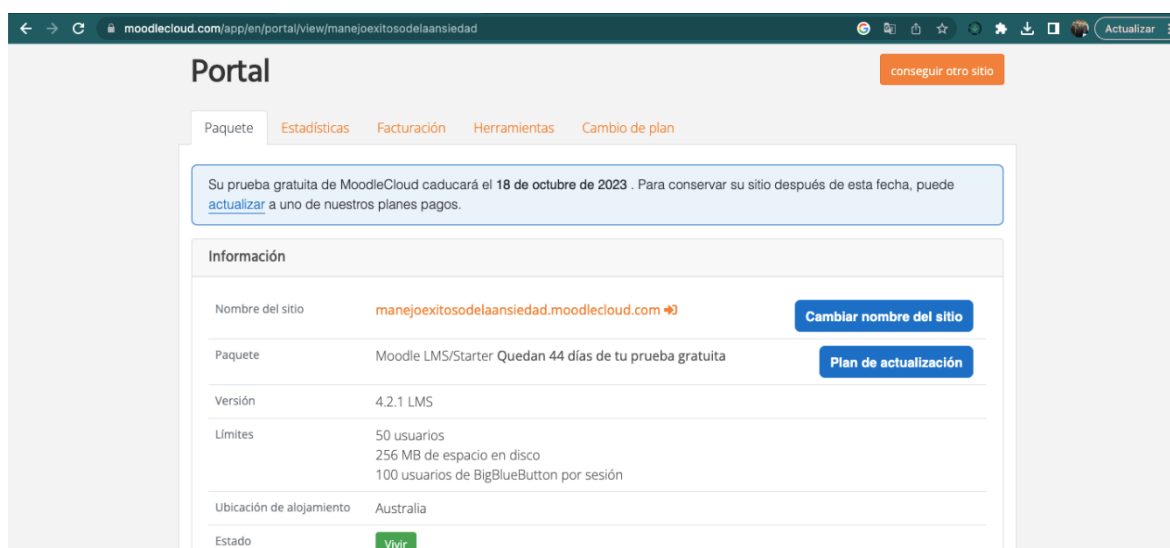 moodlecloud.com/app/en/portal/view/manejoexitosodelaansiedad
Actualizar
Portal
conseguir otro sitio
Paquete Estadísticas Facturación Herramientas Cambio de plan
Su prueba gratuita de MoodleCloud caducará el 18 de octubre de 2023 . Para conservar su sitio después de esta fecha, puede
actualizar a uno de nuestros planes pagos.
Información
Nombre del sitio manejoexitosodelaansiedad.moodlecloud.com Cambiar nombre del sitio
Paquete Moodle LMS/Starter Quedan 44 días de tu prueba gratuita Plan de actualización
Versión 4.2.1 LMS
Límites 50 usuarios
256 MB de espacio en disco
100 usuarios de BigBlueButton por sesión
Ubicación de alojamiento Australia
Estado Vivir